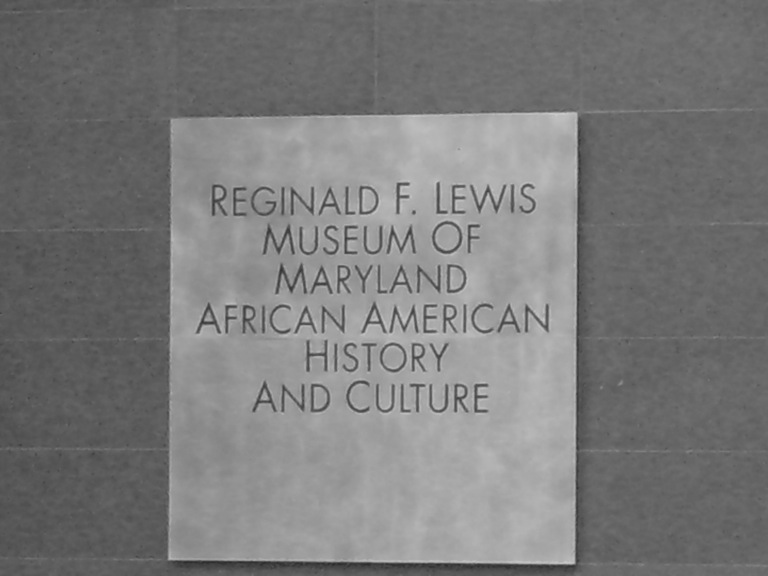 REGINALD F. LEWIS
MUSEUM OF
MARYLAND
AFRICAN AMERICAN
HISTORY
AND CULTURE